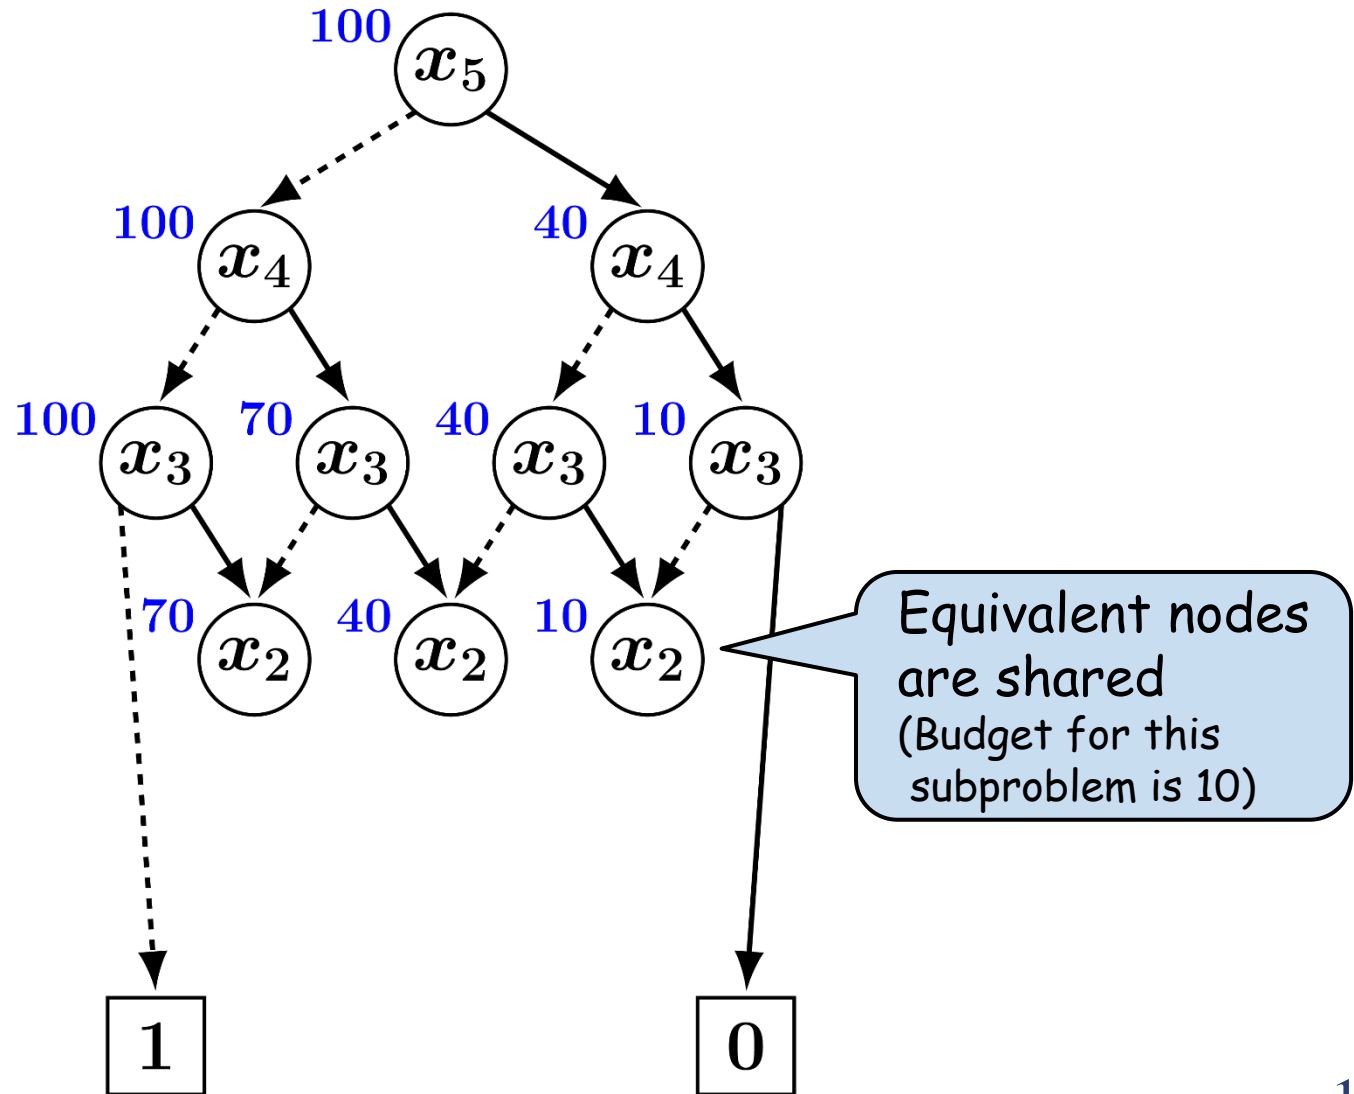 100
x₅
100
x₄
40
x₄
100
x₃
70
x₃
40
x₃
10
x₃
70
x₂
40
x₂
10
x₂
Equivalent nodes
are shared
(Budget for this
subproblem is 10)
1
0